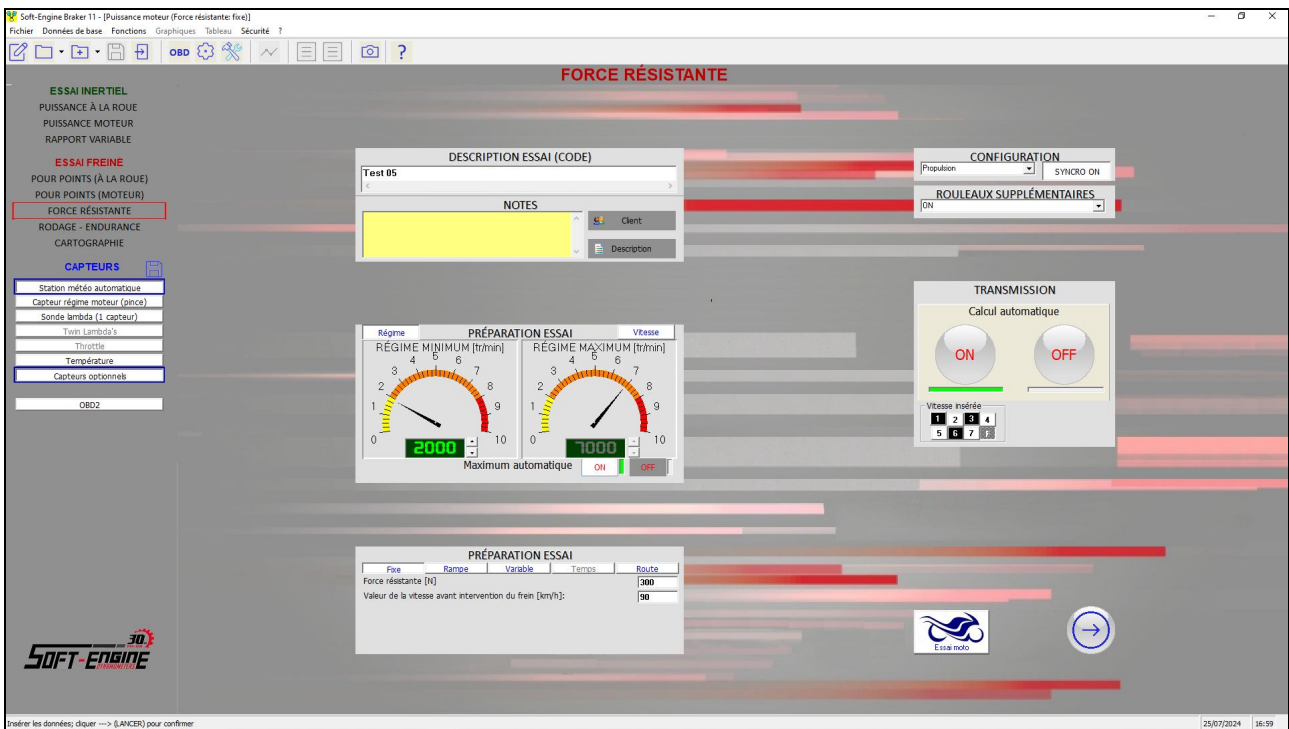 Soft-Engine Braker 11 - [Puissance moteur (Force résistante: fixe)]
Fichier Données de base Fonctions Graphiques Tableau Sécurité ?
OBD ?
FORCE RÉSISTANTE
ESSAI INERTIEL
PUISSANCE À LA ROUE
PUISSANCE MOTEUR
RAPPORT VARIABLE
ESSAI FREINÉ
POUR POINTS (À LA ROUE)
POUR POINTS (MOTEUR)
FORCE RÉSISTANTE
RODAGE - ENDURANCE
CARTOGRAPHIE
CAPTEURS
Station météo automatique
Capteur régime moteur (pince)
Sonde lambda (1 capteur)
Twin Lambda's
Throttle
Température
Capteurs optionnels
OBD2
DESCRIPTION ESSAI (CODE)
Test 05
NOTES
Client
Description
CONFIGURATION
Propulsion SYNCRO ON
ROULEAUX SUPPLÉMENTAIRES
ON
Régime PRÉPARATION ESSAI Vitesse
RÉGIME MINIMUM [tr/min] RÉGIME MAXIMUM [tr/min]
0 1 2 3 4 5 6 7 8 9 10
0 1 2 3 4 5 6 7 8 9 10
2000 7000
Maximum automatique ON OFF
TRANSMISSION
Calcul automatique
ON OFF
Vitesse insérée
1 2 3 4
5 6 7
PRÉPARATION ESSAI
Fixe Rampe Variable Temps Route
Force résistante [N] 300
Valeur de la vitesse avant intervention du frein [km/h]: 90
Essai moto
30
SOFT-ENGINE
Insérer les données; cliquer ---> (LANCER) pour confirmer
25/07/2024 16:59